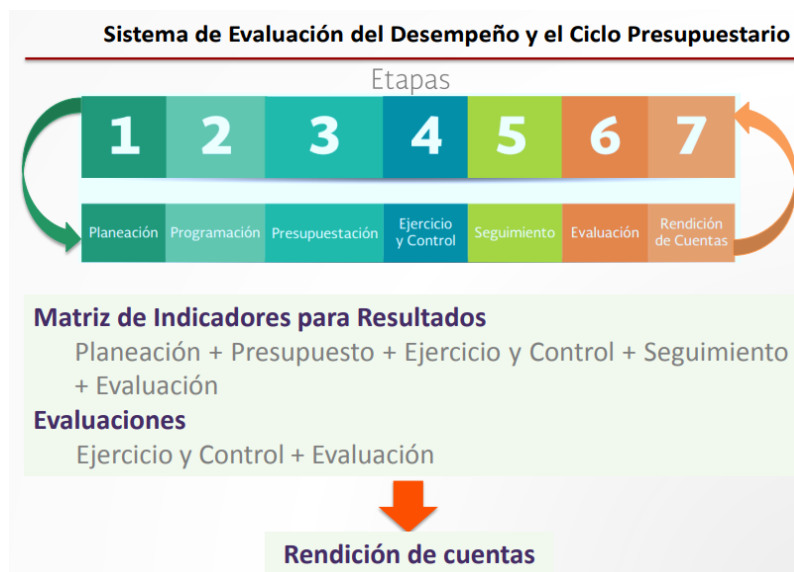 Sistema de Evaluación del Desempeño y el Ciclo Presupuestario
Etapas
1 2 3 4 5 6 7
Planeación Programación Presupuestación Ejercicio y Control Seguimiento Evaluación Rendición de Cuentas
Matriz de Indicadores para Resultados
Planeación + Presupuesto + Ejercicio y Control + Seguimiento
+ Evaluación
Evaluaciones
Ejercicio y Control + Evaluación
Rendición de cuentas